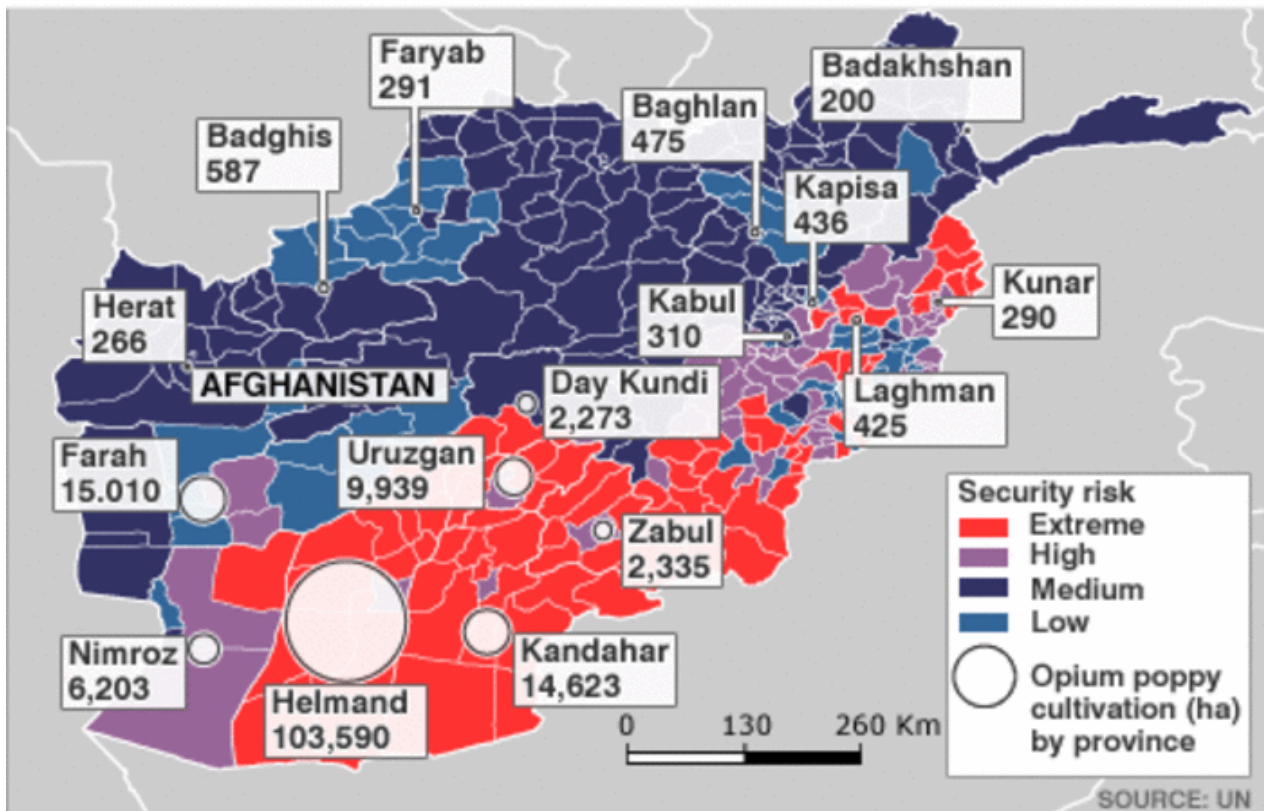 Faryab
291
Badakhshan
200
Baghlan
475
Badghis
587
Kapisa
436
Herat
266
Kabul
310
Kunar
290
AFGHANISTAN
Day Kundi
2,273
Laghman
425
Farah
15.010
Uruzgan
9,939
Zabul
2,335
Nimroz
6,203
Helmand
103,590
Kandahar
14,623
0 130 260 Km
Security risk
Extreme
High
Medium
Low
Opium poppy
cultivation (ha)
by province
SOURCE: UN